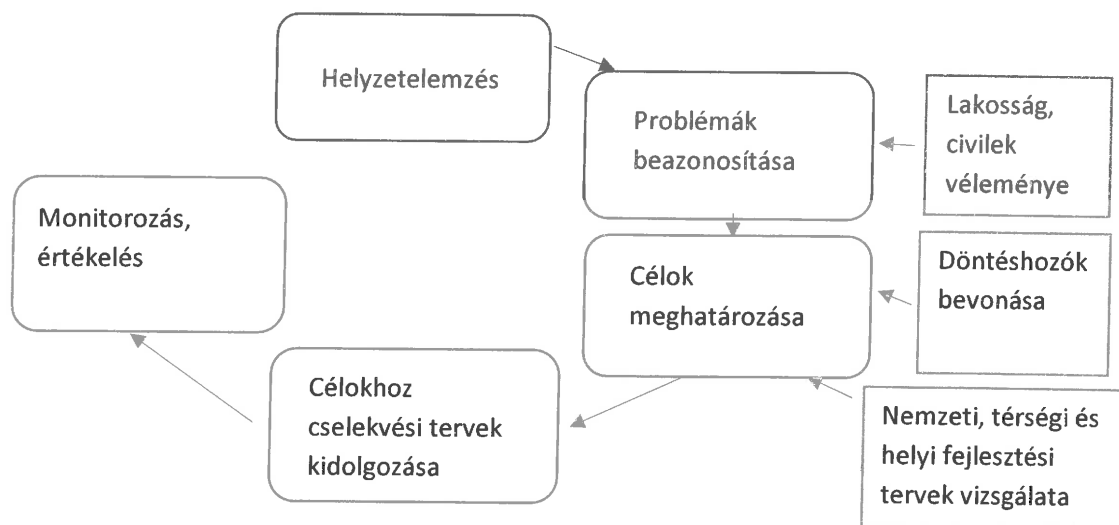 Helyzetelemzés
Problémák
beazonosítása
Lakosság,
civilek
véleménye
Monitorozás,
értékelés
Célok
meghatározása
Döntéshozók
bevonása
Célokhoz
cselekvési tervek
kidolgozása
Nemzeti, térségi és
helyi fejlesztési
tervek vizsgálata